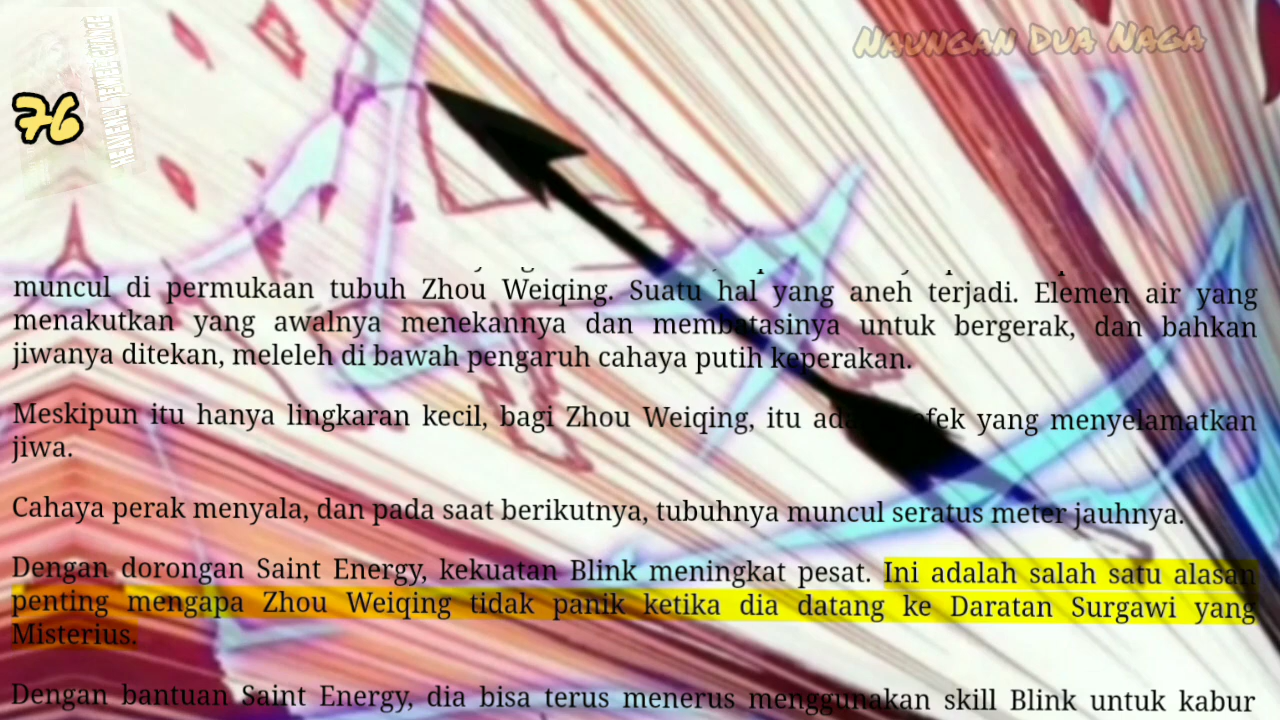 Naungan Dua Naga
76
HEAVENLY JEWEL CHANGE
muncul di permukaan tubuh Zhou Weiqing. Suatu hal yang aneh terjadi. Elemen air yang
menakutkan yang awalnya menekannya dan membatasinya untuk bergerak, dan bahkan
jiwanya ditekan, meleleh di bawah pengaruh cahaya putih keperakan.
Meskipun itu hanya lingkaran kecil, bagi Zhou Weiqing, itu efek yang menyelamatkan
jiwa.
Cahaya perak menyala, dan pada saat berikutnya, tubuhnya muncul seratus meter jauhnya.
Dengan dorongan Saint Energy, kekuatan Blink meningkat pesat. Ini adalah salah satu alasan
penting mengapa Zhou Weiqing tidak panik ketika dia datang ke Daratan Surgawi yang
Misterius.
Dengan bantuan Saint Energy, dia bisa terus menerus menggunakan skill Blink untuk kabur